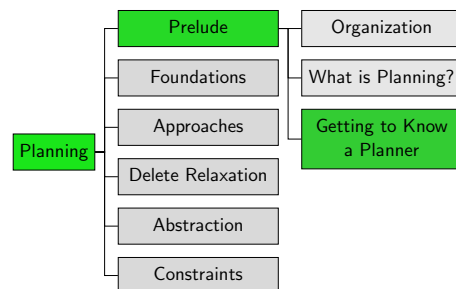 Planning
Prelude
Foundations
Approaches
Delete Relaxation
Abstraction
Constraints
Organization
What is Planning?
Getting to Know
a Planner